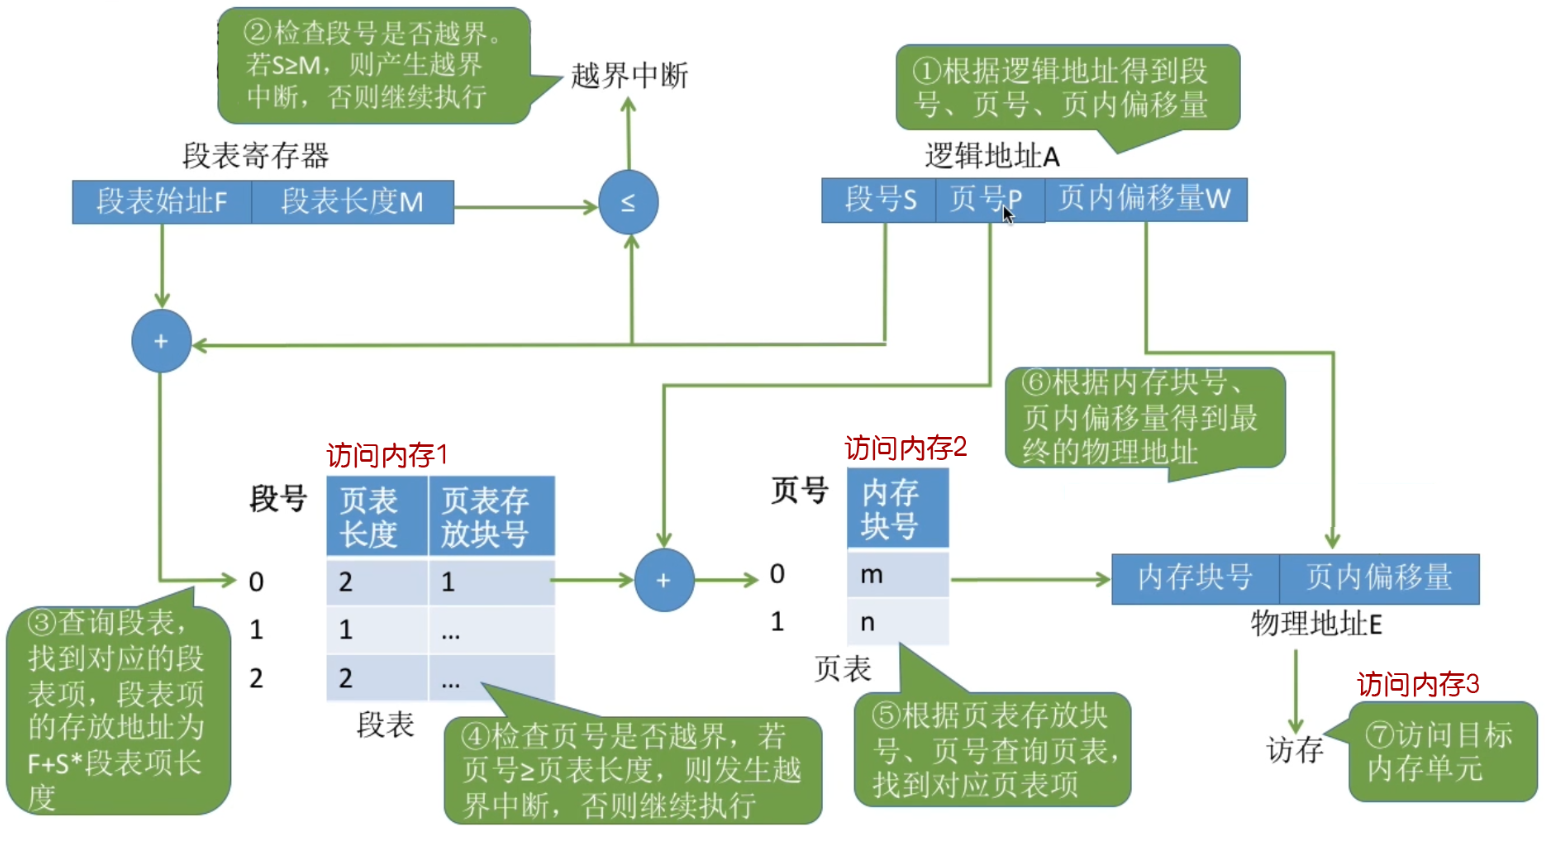 ②检查段号是否越界。
若S≥M，则产生越界
中断，否则继续执行
越界中断
①根据逻辑地址得到段
号、页号、页内偏移量
段表寄存器
逻辑地址A
段表始址F
段表长度M
≤
段号S
页号P
页内偏移量W
+
⑥根据内存块号、
页内偏移量得到最
终的物理地址
访问内存1
访问内存2
段号
页表
长度
页表存
放块号
页号
内存
块号
0
2
1
+
0
m
内存块号
页内偏移量
1
1
...
1
n
物理地址E
2
2
...
段表
页表
③查询段表，
找到对应的段
表项，段表项
的存放地址为
F+S*段表项长
度
④检查页号是否越界，若
页号≥页表长度，则发生越
界中断，否则继续执行
⑤根据页表存放块
号、页号查询页表，
找到对应页表项
访问内存3
访存
⑦访问目标
内存单元